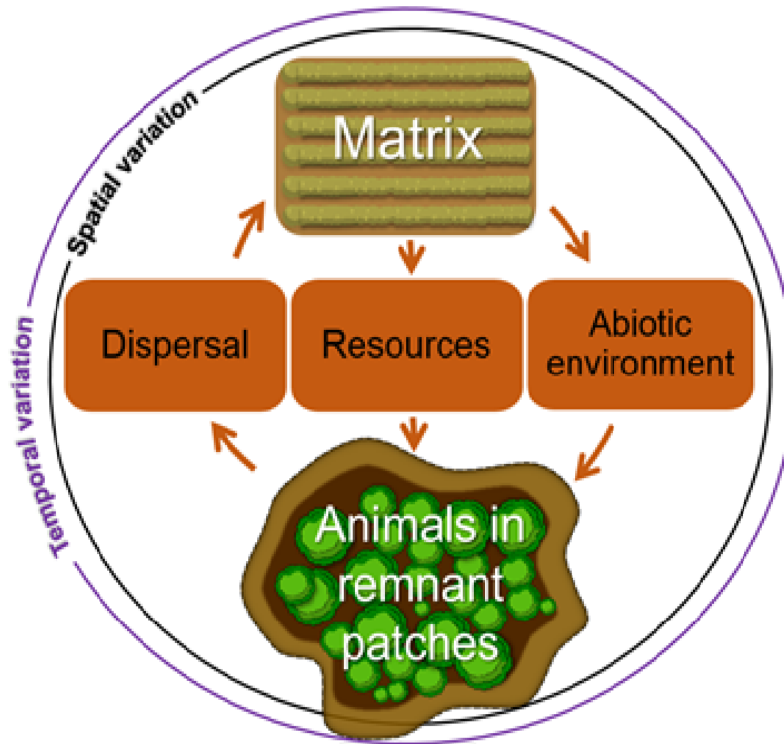 Spatial variation
Temporal variation
Matrix
Dispersal
Resources
Abiotic
environment
Animals in
remnant
patches